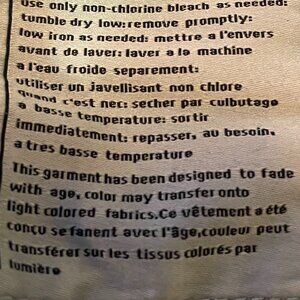 use only non-chlorine bleach as needed:
tumble dry low:remove promptly:
low iron as needed: mettre a l'envers
avant de laver: laver a la machine
a l'eau froide separement:
utiliser un javellisant non chlore
quand c'est nec: secher par culbutage
a basse temperature: sortir
immediatement: repasser, au besoin,
a tres basse temperature
This garment has been designed to fade
with age, color may transfer onto
light colored fabrics.Ce vêtement a été
conçu se fanent avec l'âge,couleur peut
transférar sur les tissus colorés par
lumière